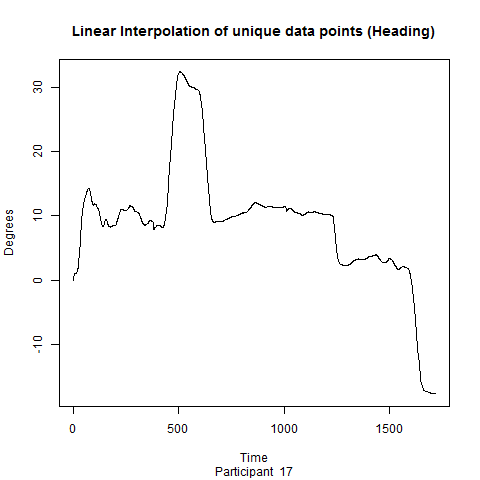 Linear Interpolation of unique data points (Heading)
Degrees
30
20
10
0
-10
0 500 1000 1500
Time
Participant 17